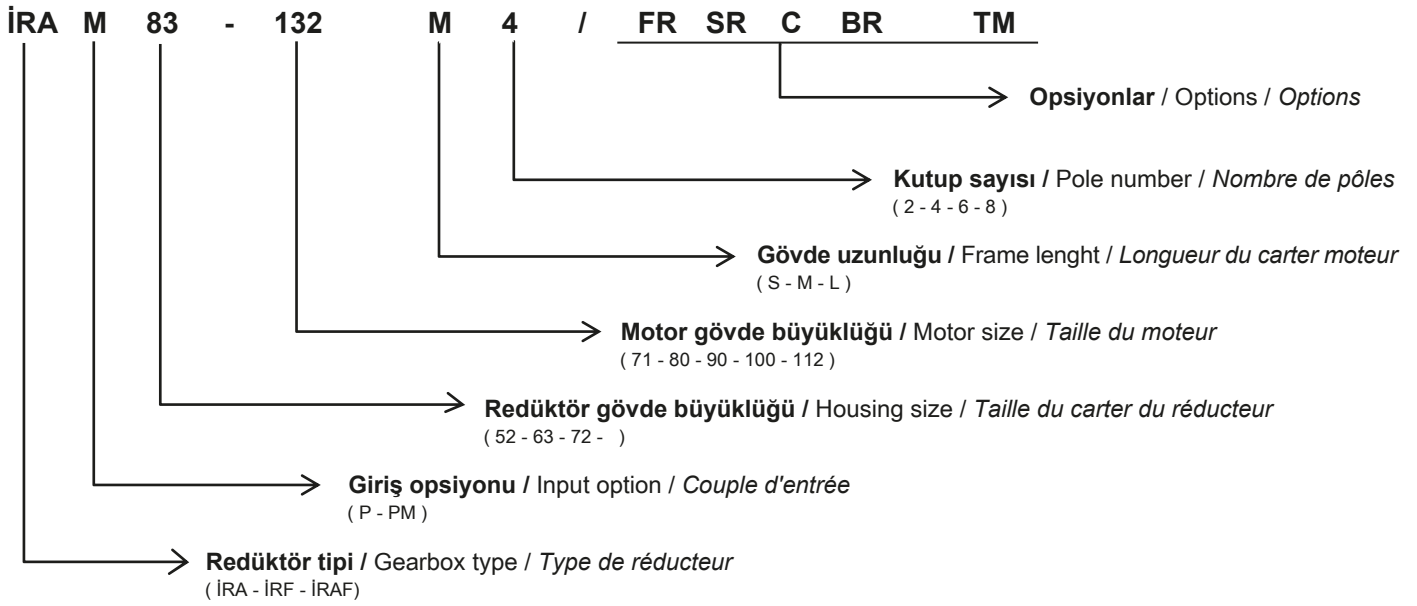 İRA M 83 - 132 M 4 / FR SR C BR TM
Opsiyonlar / Options / Options
Kutup sayısı / Pole number / Nombre de pôles
( 2 - 4 - 6 - 8 )
Gövde uzunluğu / Frame lenght / Longueur du carter moteur
( S - M - L )
Motor gövde büyüklüğü / Motor size / Taille du moteur
( 71 - 80 - 90 - 100 - 112 )
Redüktör gövde büyüklüğü / Housing size / Taille du carter du réducteur
( 52 - 63 - 72 - )
Giriş opsiyonu / Input option / Couple d'entrée
( P - PM )
Redüktör tipi / Gearbox type / Type de réducteur
( İRA - İRF - İRAF)